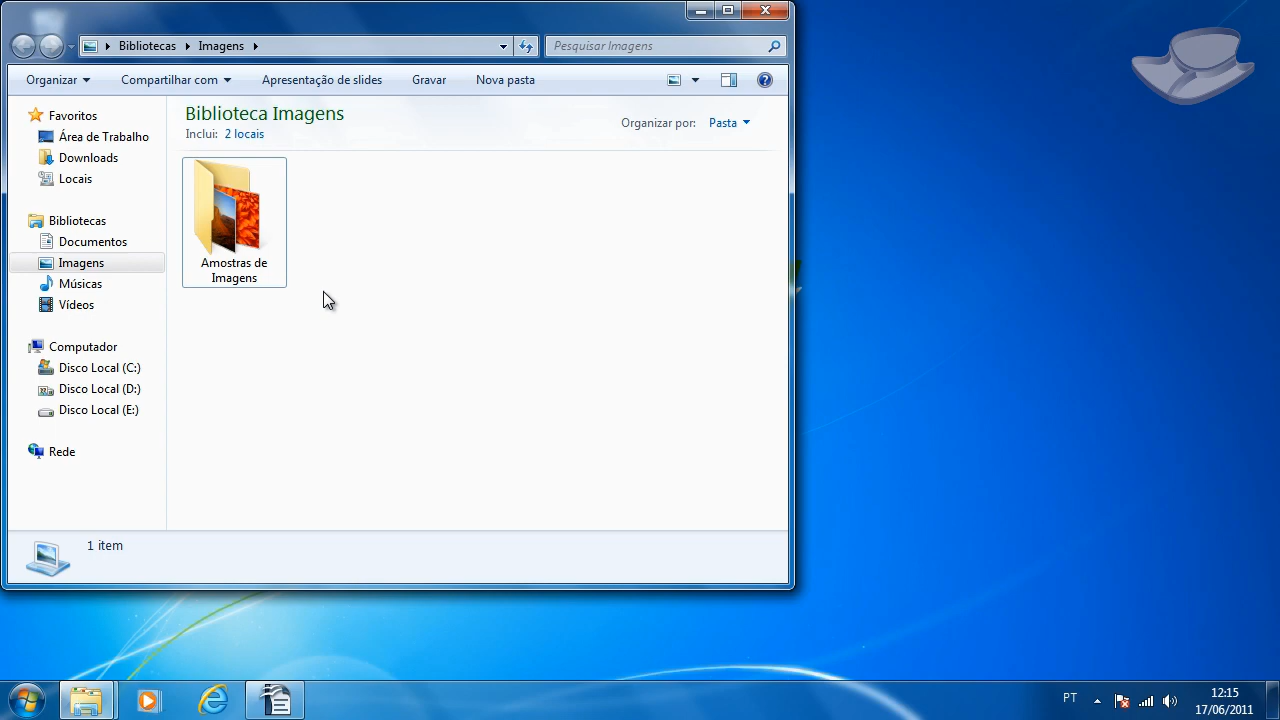 Bibliotecas Imagens
Pesquisar Imagens
Organizar Compartilhar com Apresentação de slides Gravar Nova pasta
Favoritos
Área de Trabalho
Downloads
Locais
Bibliotecas
Documentos
Imagens
Músicas
Vídeos
Computador
Disco Local (C:)
Disco Local (D:)
Disco Local (E:)
Rede
Biblioteca Imagens
Inclui: 2 locais
Organizar por: Pasta
Amostras de
Imagens
1 item
PT
12:15
17/06/2011